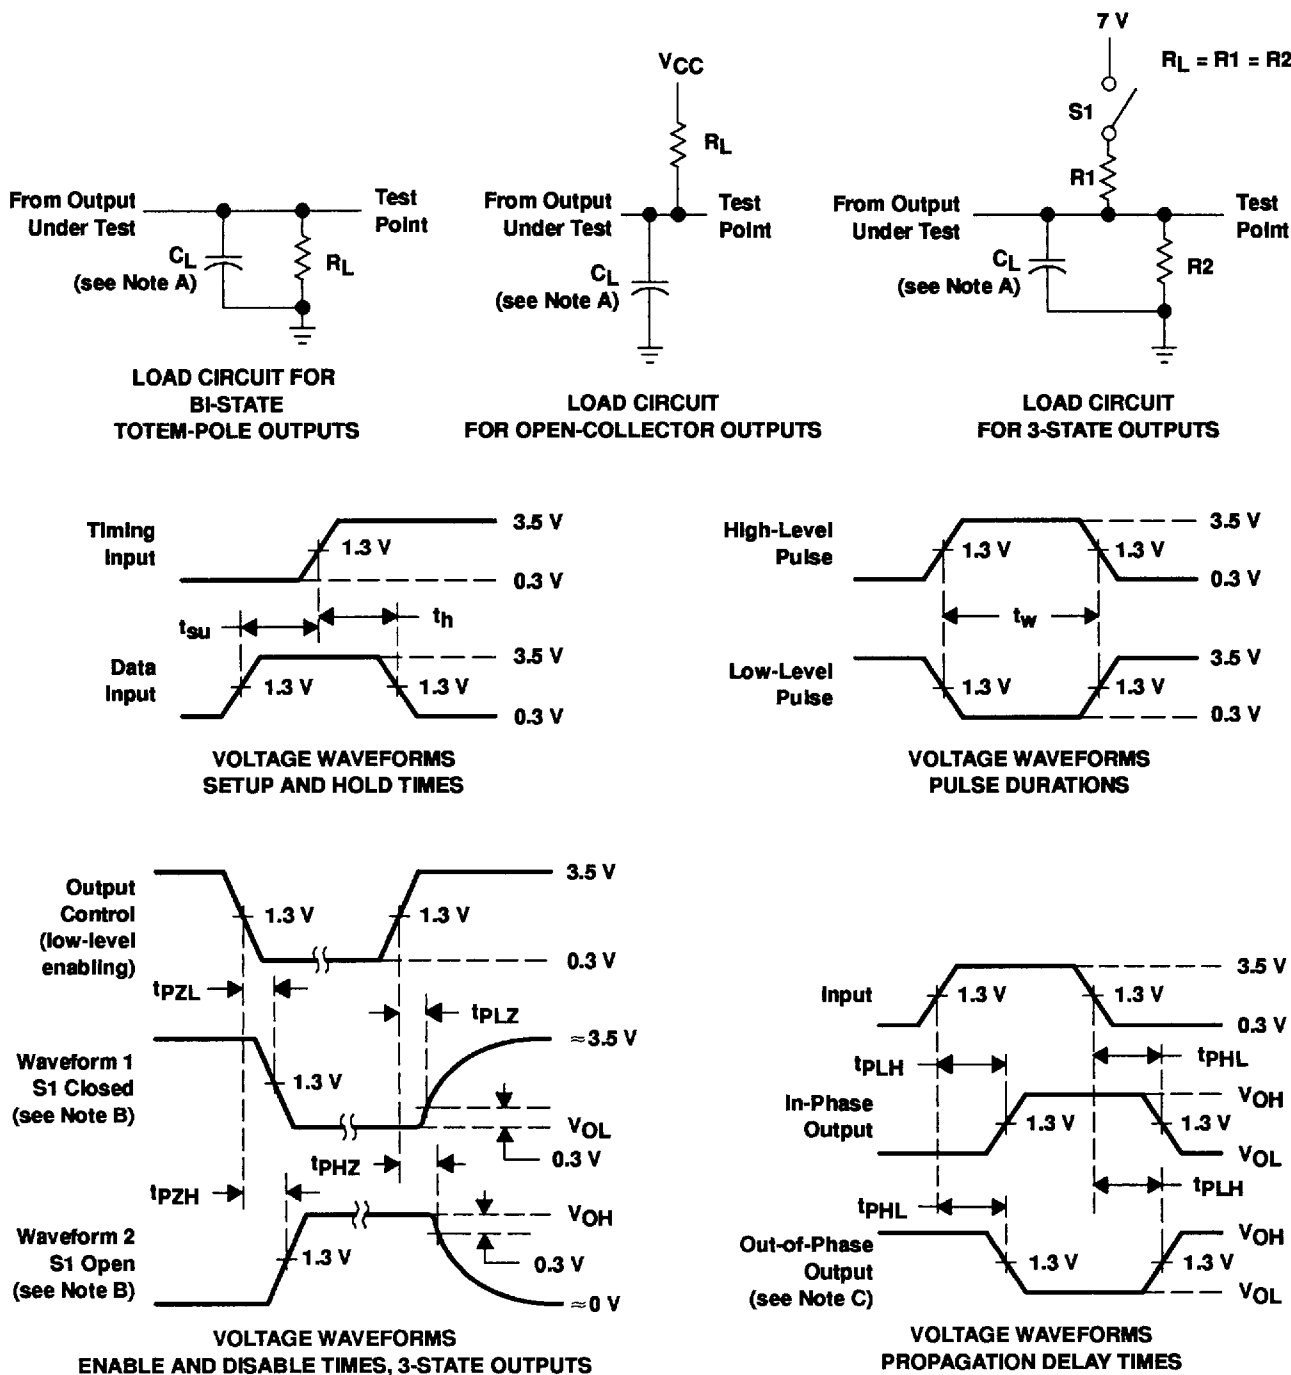 7 V
RL = R1 = R2
VCC
S1
RL
R1
From Output
Under Test
Test
Point
CL
(see Note A)
RL
From Output
Under Test
Test
Point
CL
(see Note A)
From Output
Under Test
Test
Point
CL
(see Note A)
R2
LOAD CIRCUIT FOR
BI-STATE
TOTEM-POLE OUTPUTS
LOAD CIRCUIT
FOR OPEN-COLLECTOR OUTPUTS
LOAD CIRCUIT
FOR 3-STATE OUTPUTS
Timing
Input
3.5 V
1.3 V
0.3 V
tsu
th
Data
Input
3.5 V
1.3 V
1.3 V
0.3 V
VOLTAGE WAVEFORMS
SETUP AND HOLD TIMES
High-Level
Pulse
3.5 V
1.3 V
1.3 V
0.3 V
tw
Low-Level
Pulse
3.5 V
1.3 V
1.3 V
0.3 V
VOLTAGE WAVEFORMS
PULSE DURATIONS
Output
Control
(low-level
enabling)
3.5 V
1.3 V
1.3 V
0.3 V
tPZL
tPLZ
Waveform 1
S1 Closed
(see Note B)
≈3.5 V
1.3 V
VOL
0.3 V
tPHZ
tPZH
Waveform 2
S1 Open
(see Note B)
VOH
1.3 V
0.3 V
≈0 V
VOLTAGE WAVEFORMS
ENABLE AND DISABLE TIMES, 3-STATE OUTPUTS
Input
3.5 V
1.3 V
1.3 V
0.3 V
tPLH
tPHL
In-Phase
Output
VOH
1.3 V
1.3 V
VOL
tPHL
tPLH
Out-of-Phase
Output
(see Note C)
VOH
1.3 V
1.3 V
VOL
VOLTAGE WAVEFORMS
PROPAGATION DELAY TIMES